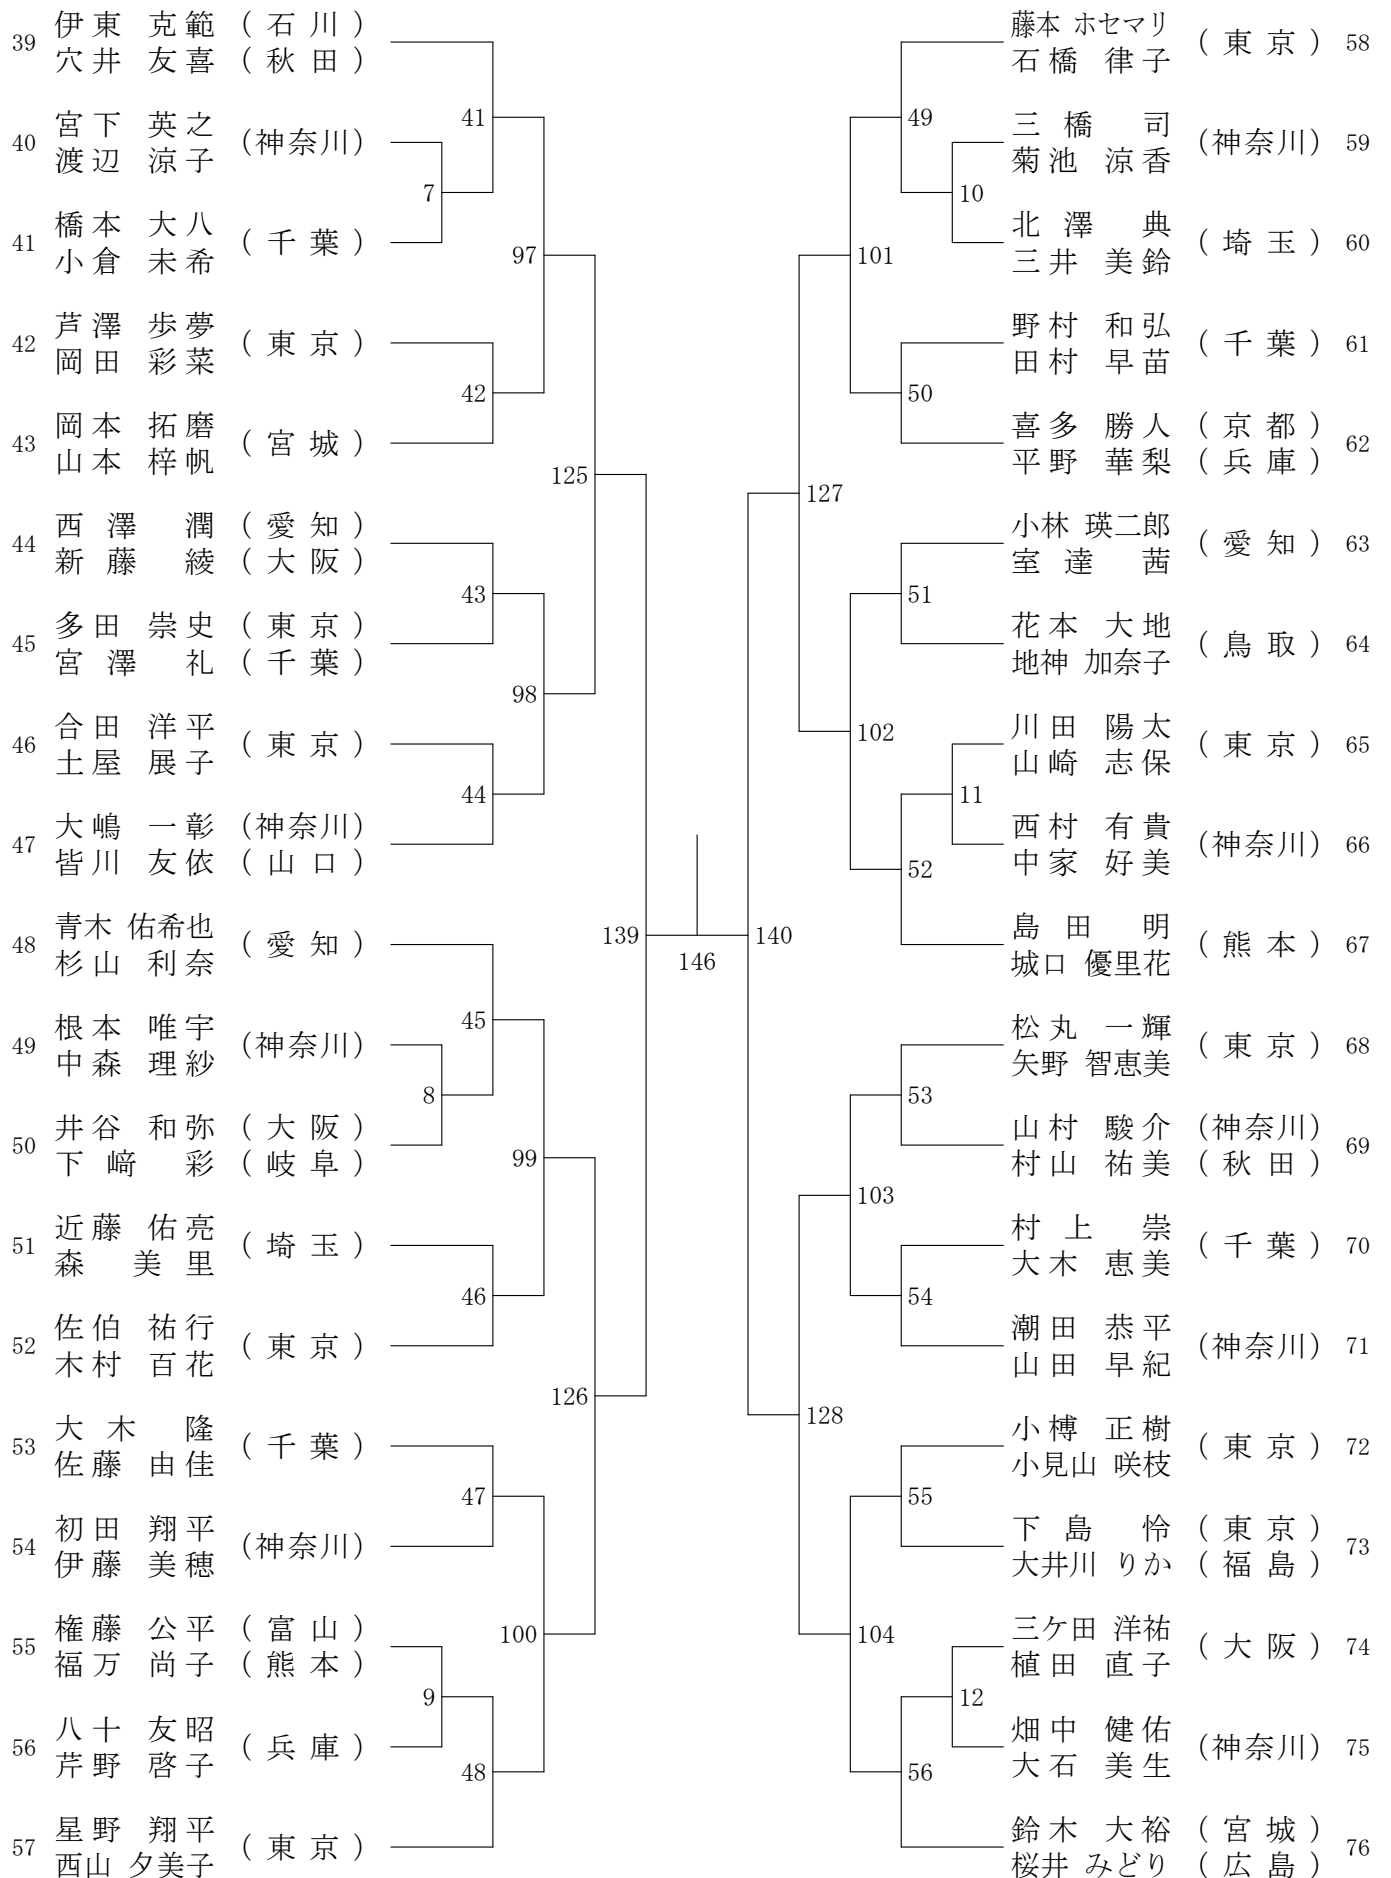 39 伊東 克範 (石川)
穴井 友喜 (秋田)
40 宮下 英之 (神奈川)
渡辺 涼子
41 橋本 大八 (千葉)
小倉 未希
42 芦澤 歩夢 (東京)
岡田 彩菜
43 岡本 拓磨 (宮城)
山本 梓帆
44 西澤 潤 (愛知)
新藤 綾 (大阪)
45 多田 崇史 (東京)
宮澤 礼 (千葉)
46 合田 洋平 (東京)
土屋 展子
47 大嶋 一彰 (神奈川)
皆川 友依 (山口)
48 青木 佑希也 (愛知)
杉山 利奈
49 根本 唯宇 (神奈川)
中森 理紗
50 井谷 和弥 (大阪)
下﨑 彩 (岐阜)
51 近藤 佑亮 (埼玉)
森 美里
52 佐伯 祐行 (東京)
木村 百花
53 大木 隆 (千葉)
佐藤 由佳
54 初田 翔平 (神奈川)
伊藤 美穂
55 権藤 公平 (富山)
福万 尚子 (熊本)
56 八十 友昭 (兵庫)
芹野 啓子
57 星野 翔平 (東京)
西山 夕美子
41
7
97
42
125
43
98
44
139
45
8
99
46
126
47
100
9
48
146
140
49
10
101
50
127
51
102
11
52
53
103
54
128
55
104
12
56
藤本 ホセマリ (東京) 58
石橋 律子
三橋 司 (神奈川) 59
菊池 涼香
北澤 典 (埼玉) 60
三井 美鈴
野村 和弘 (千葉) 61
田村 早苗
喜多 勝人 (京都) 62
平野 華梨 (兵庫)
小林 瑛二郎 (愛知) 63
室達 茜
花本 大地 (鳥取) 64
地神 加奈子
川田 陽太 (東京) 65
山崎 志保
西村 有貴 (神奈川) 66
中家 好美
島田 明 (熊本) 67
城口 優里花
松丸 一輝 (東京) 68
矢野 智恵美
山村 駿介 (神奈川) 69
村山 祐美 (秋田)
村上 崇 (千葉) 70
大木 恵美
潮田 恭平 (神奈川) 71
山田 早紀
小榑 正樹 (東京) 72
小見山 咲枝
下島 怜 (東京) 73
大井川 りか (福島)
三ケ田 洋祐 (大阪) 74
植田 直子
畑中 健佑 (神奈川) 75
大石 美生
鈴木 大裕 (宮城) 76
桜井 みどり (広島)